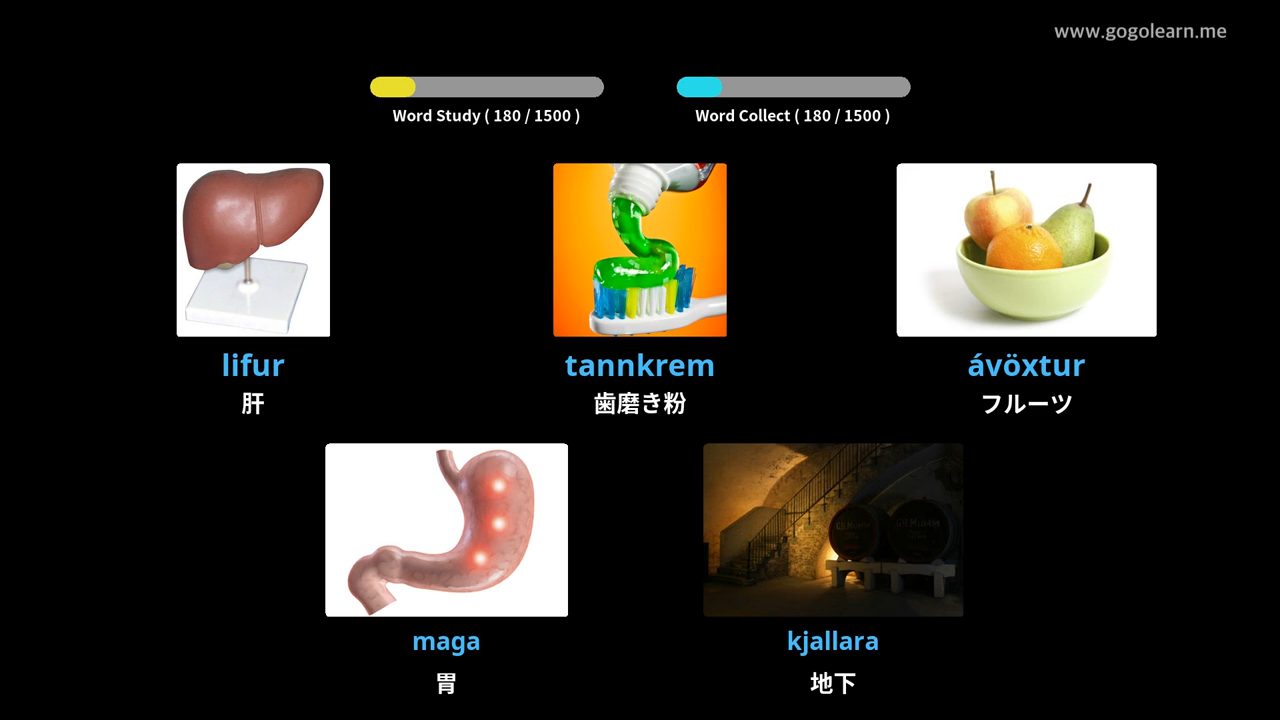 www.gogolearn.me
Word Study ( 180 / 1500 )
Word Collect ( 180 / 1500 )
lifur
肝
tannkrem
歯磨き粉
ávöxtur
フルーツ
maga
胃
kjallara
地下